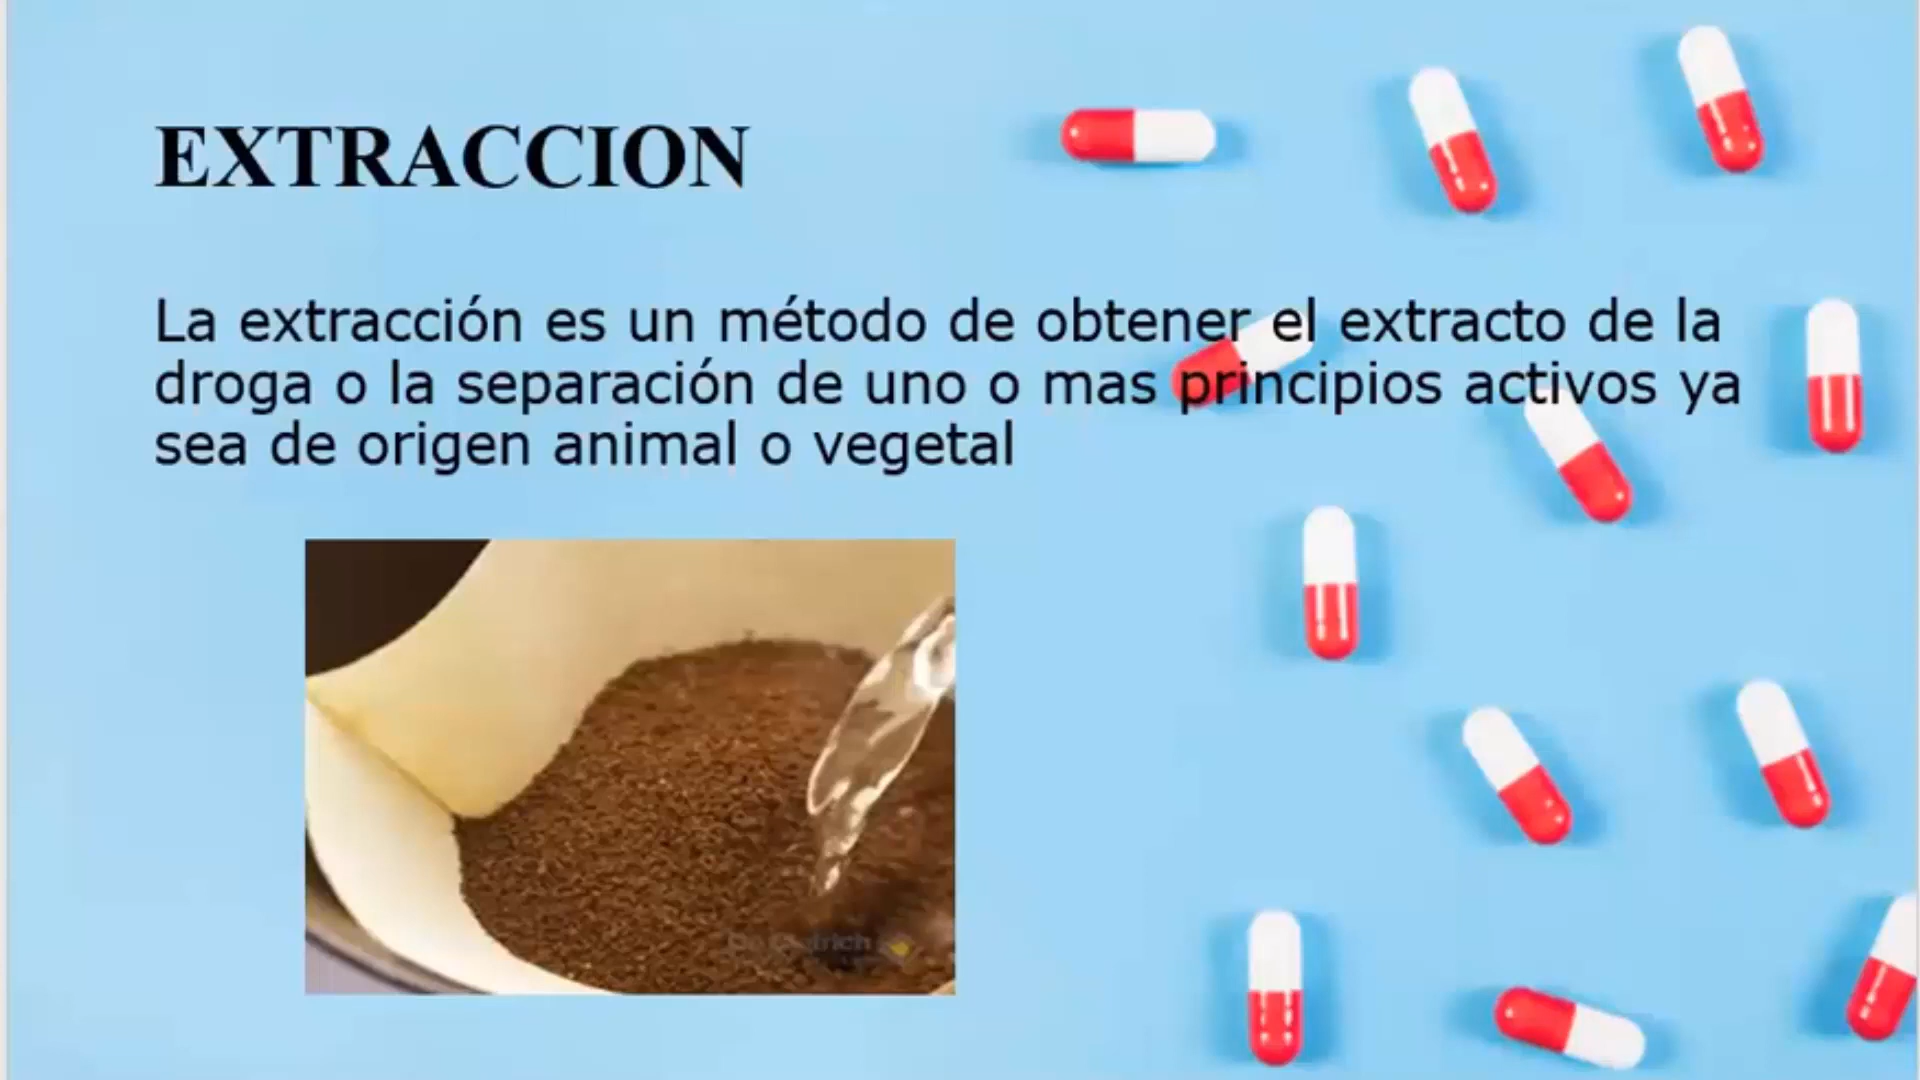 EXTRACCION
La extracción es un método de obtener el extracto de la
droga o la separación de uno o mas principios activos ya
sea de origen animal o vegetal